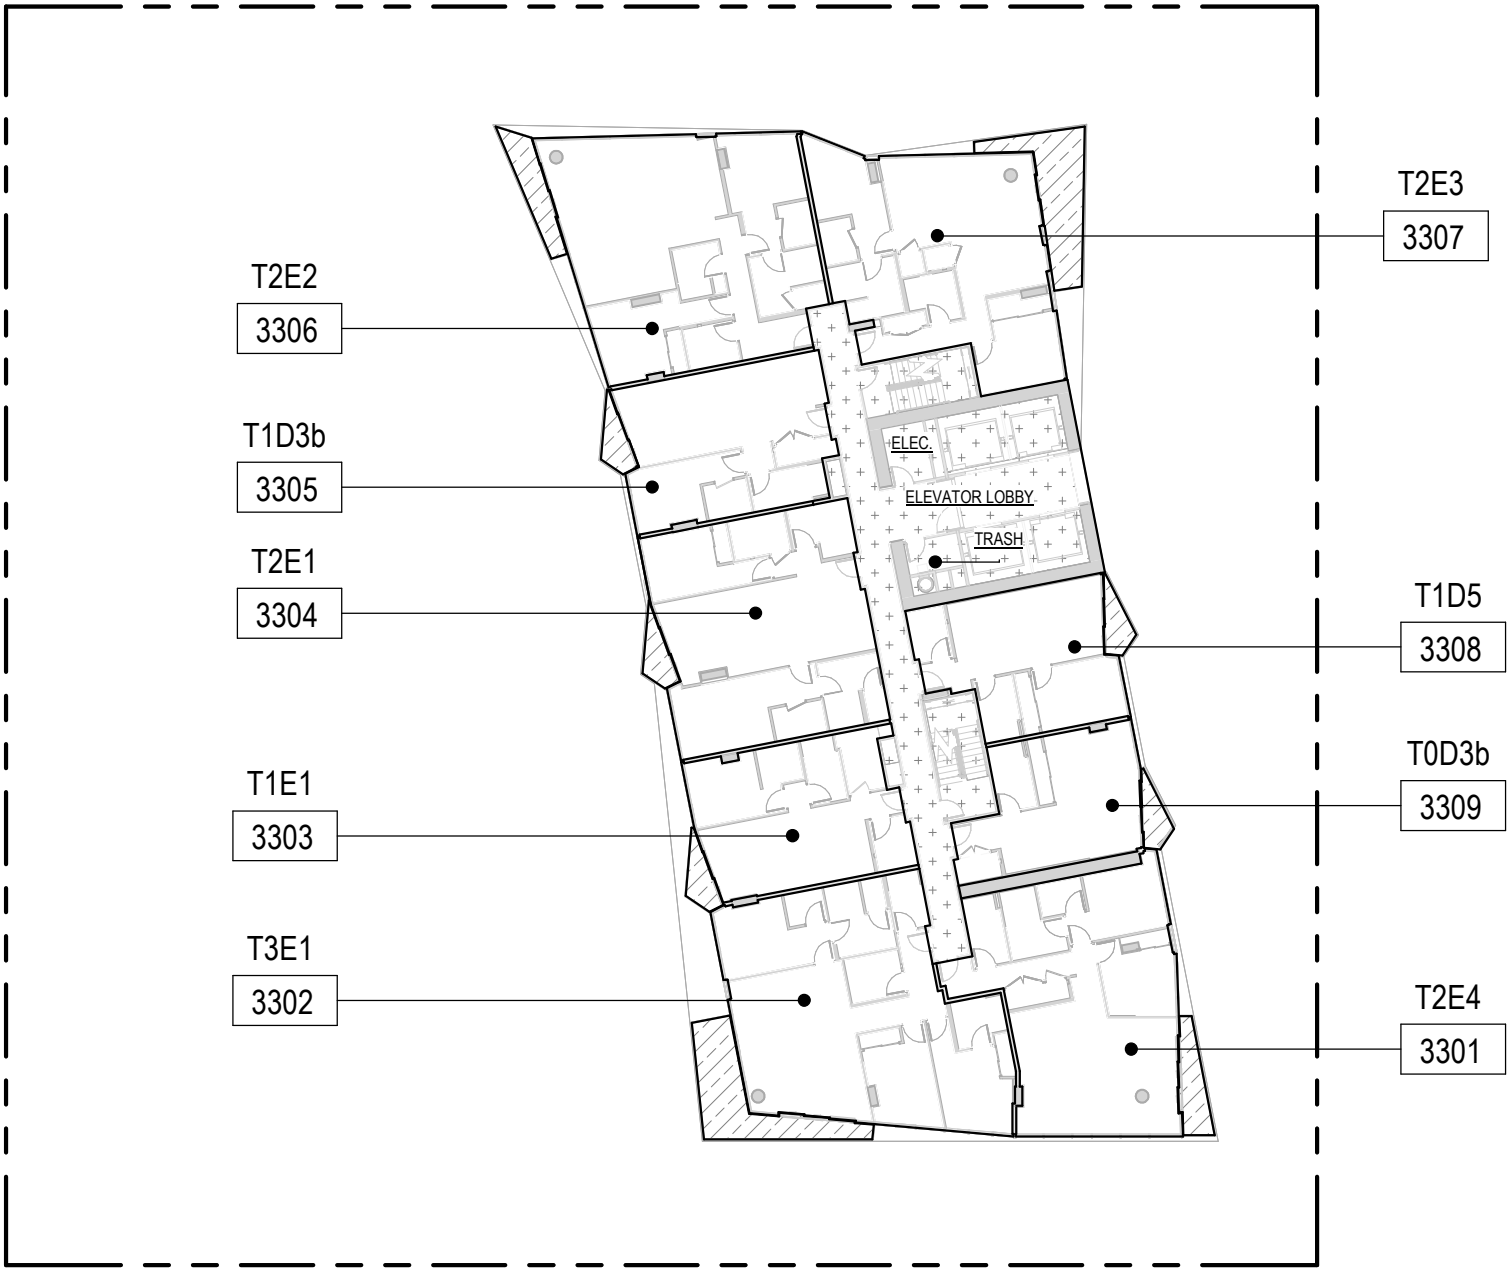 T2E3
3307
T2E2
3306
T1D3b
3305
ELEC.
ELEVATOR LOBBY
TRASH
T2E1
3304
T1D5
3308
T1E1
3303
T0D3b
3309
T3E1
3302
T2E4
3301